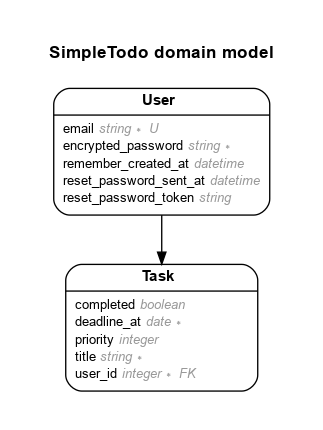 SimpleTodo domain model
User
email string ∗ U
encrypted_password string ∗
remember_created_at datetime
reset_password_sent_at datetime
reset_password_token string
Task
completed boolean
deadline_at date ∗
priority integer
title string ∗
user_id integer ∗ FK